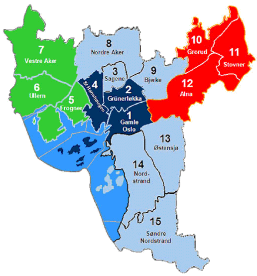 7
Vestre Aker
8
Nordre Aker
10
Grorud
11
Stovner
3
Sagene
9
Bjerke
6
Ullern
5
Frogner
4
2
Grünerløkka
12
Alna
1
Gamle
Oslo
13
Østensjø
14
Nord-
strand
15
Søndre
Nordstrand